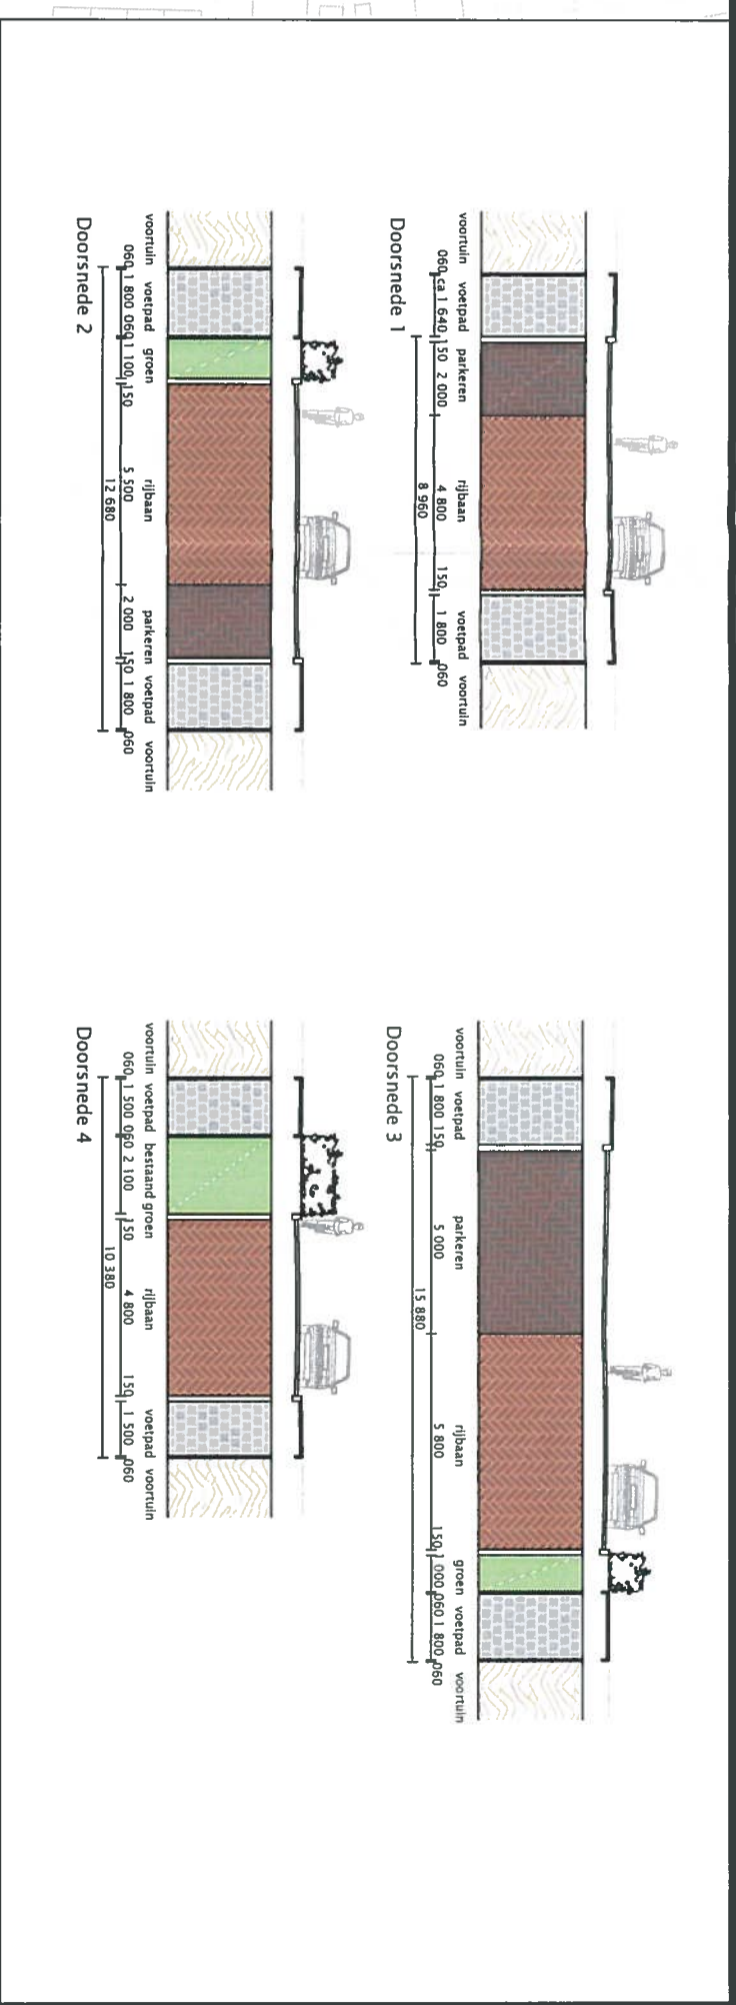 voortuin voetpad parkeren rijbaan voetpad voortuin
060 ca 1 640 150 2 000 4 800 150 1 800 060
8 960
Doorsnede 1
voortuin voetpad parkeren rijbaan groen voetpad voortuin
060 1 800 150 5 000 5 800 150 1 000 060 1 800 060
15 880
Doorsnede 3
voortuin voetpad groen rijbaan parkeren voetpad voortuin
060 1 800 060 1 100 150 5 500 2 000 150 1 800 060
12 680
Doorsnede 2
voortuin voetpad bestaand groen rijbaan voetpad voortuin
060 1 500 060 2 100 150 4 800 150 1 500 060
10 380
Doorsnede 4